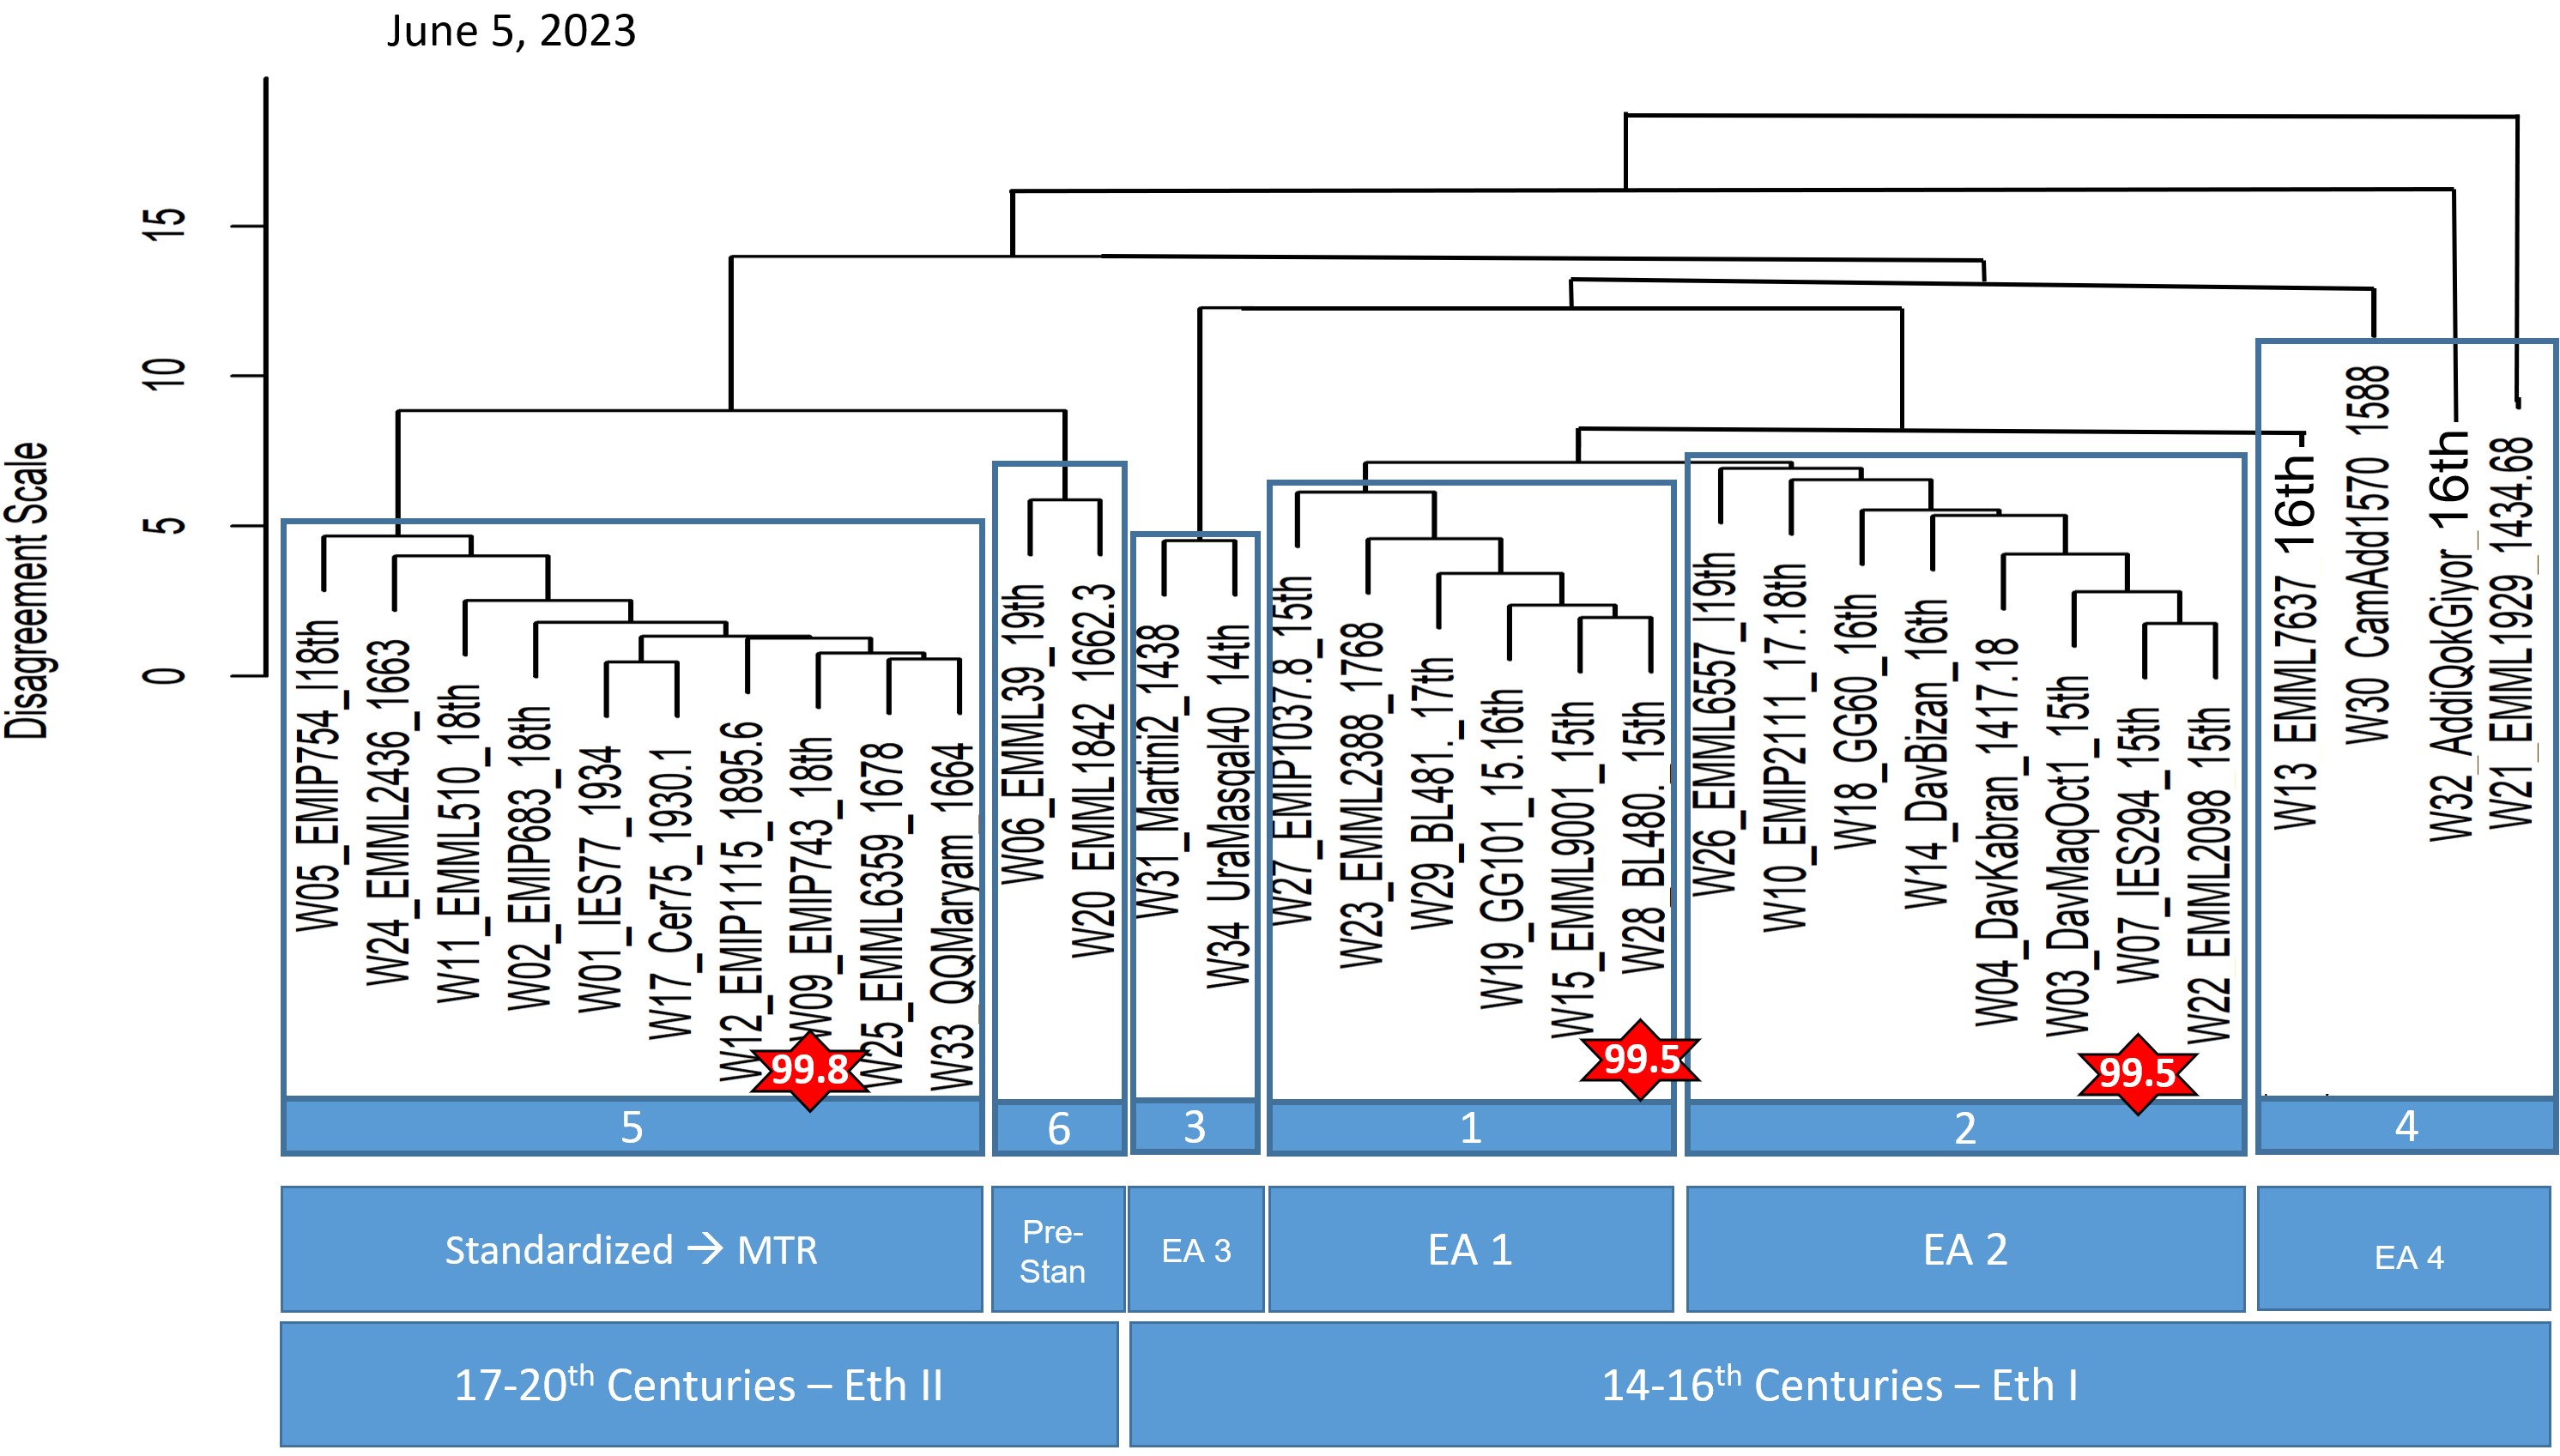 June 5, 2023
Disagreement Scale
15
10
5
0
W05_EMIP754_l18th
W24_EMML2436_1663
W11_EMML510_18th
W02_EMIP683_18th
W01_IES77_1934
W17_Cer75_1930.1
W12_EMIP1115_1895.6
W09_EMIP743_18th
W25_EMML6359_1678
W33_QQMaryam_1664
W06_EMML39_19th
W20_EMML1842_1662.3
W31_Martini2_1438
W34_UraMasqal40_14th
W27_EMIP1037.8_15th
W23_EMML2388_1768
W29_BL481._17th
W19_GG101_15.16th
W15_EMML9001_15th
W28_BL480._15th
W26_EMML6557_l19th
W10_EMIP2111_17.18th
W18_GG60_16th
W14_DavBizan_16th
W04_DavKabran_1417.18
W03_DavMaqOct1_15th
W07_IES294_15th
W22_EMML2098_15th
W13_EMML7637_16th
W30_CamAdd1570_1588
W32_AddiQokGiyor_16th
W21_EMML1929_1434.68
99.8
99.5
99.5
5
6
3
1
2
4
Standardized → MTR
Pre-
Stan
EA 3
EA 1
EA 2
EA 4
17-20th Centuries – Eth II
14-16th Centuries – Eth I